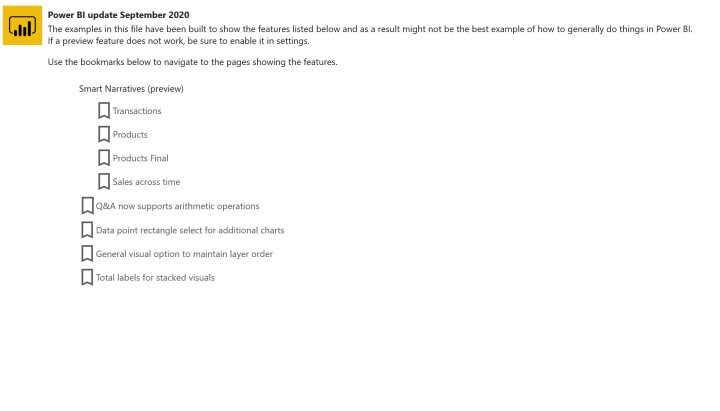 Power BI update September 2020
The examples in this file have been built to show the features listed below and as a result might not be the best example of how to generally do things in Power BI.
If a preview feature does not work, be sure to enable it in settings.
Use the bookmarks below to navigate to the pages showing the features.
Smart Narratives (preview)
Transactions
Products
Products Final
Sales across time
Q&A now supports arithmetic operations
Data point rectangle select for additional charts
General visual option to maintain layer order
Total labels for stacked visuals